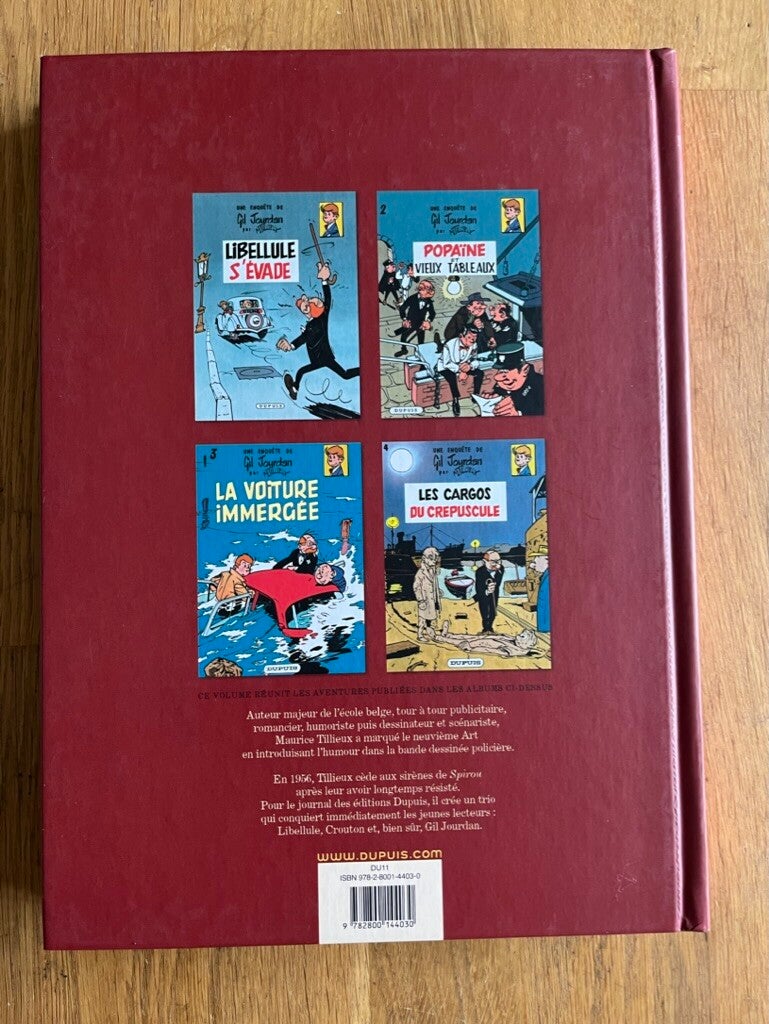 UNE ENQUÊTE DE
Gil Jourdan
par Tillieux
LIBELLULE
S'ÉVADE
DUPUIS
2
UNE ENQUÊTE DE
Gil Jourdan
par Tillieux
POPAÏNE
ET
VIEUX TABLEAUX
DUPUIS
3
UNE ENQUÊTE DE
Gil Jourdan
par Tillieux
LA VOITURE
IMMERGÉE
DUPUIS
4
UNE ENQUÊTE DE
Gil Jourdan
par Tillieux
LES CARGOS
DU CREPUSCULE
DUPUIS
CE VOLUME RÉUNIT LES AVENTURES PUBLIÉES DANS LES ALBUMS CI-DESSUS
Auteur majeur de l'école belge, tour à tour publicitaire,
romancier, humoriste puis dessinateur et scénariste,
Maurice Tillieux a marqué le neuvième Art
en introduisant l'humour dans la bande dessinée policière.
En 1956, Tillieux cède aux sirènes de Spirou
après leur avoir longtemps résisté.
Pour le journal des éditions Dupuis, il crée un trio
qui conquiert immédiatement les jeunes lecteurs :
Libellule, Crouton et, bien sûr, Gil Jourdan.
WWW.DUPUIS.COM
DU11
ISBN 978-2-8001-4403-0
9 782800 144030